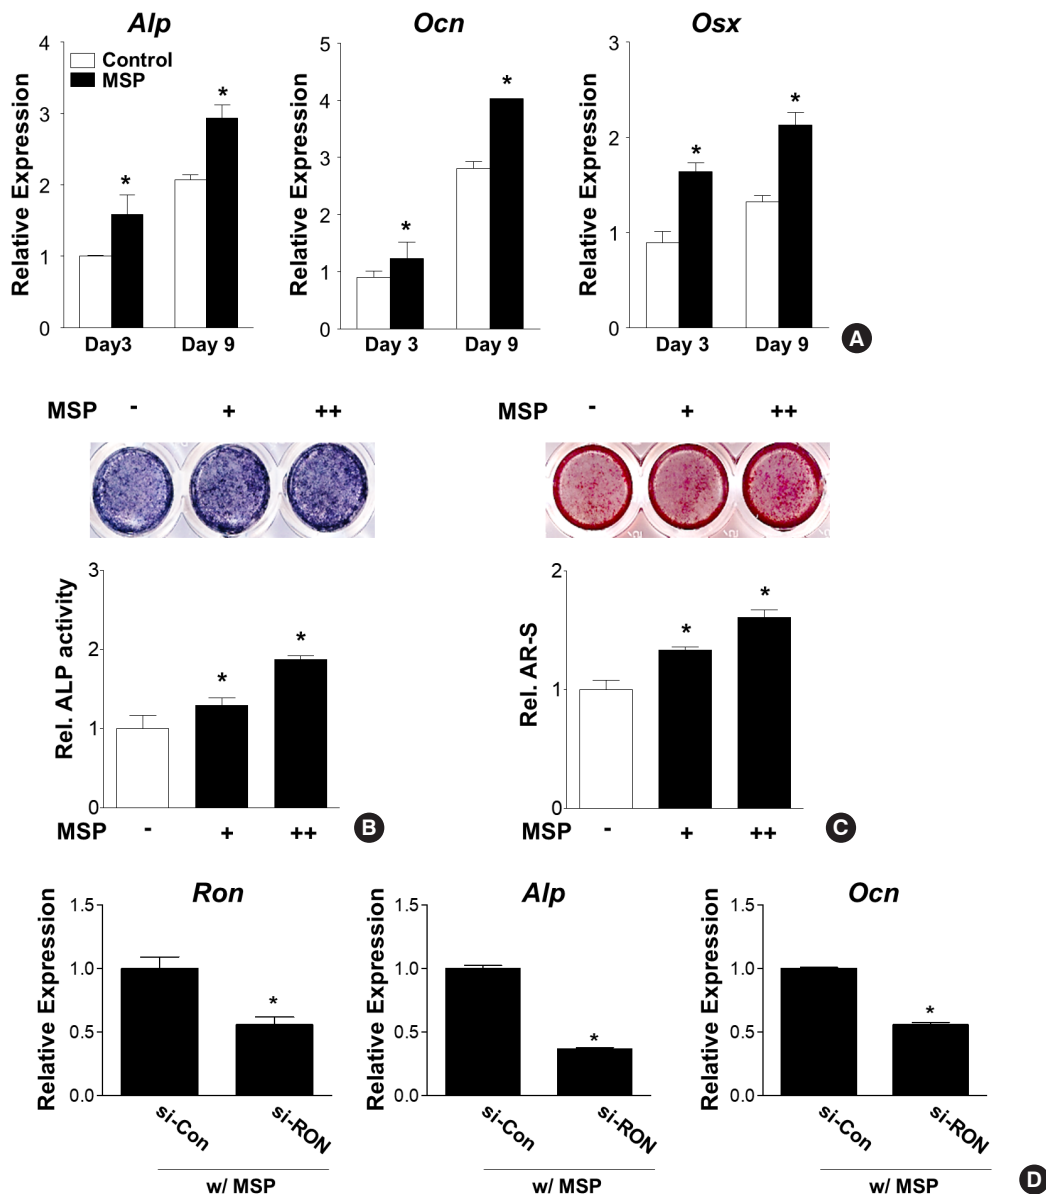 Alp Ocn Osx
Relative Expression
4
3
2
1
0
Control
MSP
*
*
Day3 Day 9
Relative Expression
5
4
3
2
1
0
*
*
Day 3 Day 9
Relative Expression
3
2
1
0
*
*
Day 3 Day 9
A
MSP - + ++
MSP - + ++
Rel. ALP activity
3
2
1
0
*
*
MSP - + ++
B
Rel. AR-S
2
1
0
*
*
MSP - + ++
C
Ron
Relative Expression
1.5
1.0
0.5
0.0
*
si-Con si-RON
w/ MSP
Alp
Relative Expression
1.5
1.0
0.5
0.0
*
si-Con si-RON
w/ MSP
Ocn
Relative Expression
1.5
1.0
0.5
0.0
*
si-Con si-RON
w/ MSP
D